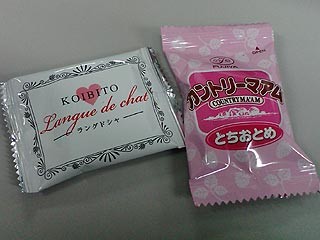 KOIBITO
Langue de chat
ラングドシャ
FUJIYA
カントリーマアム
COUNTRY MA'AM
とちおとめ